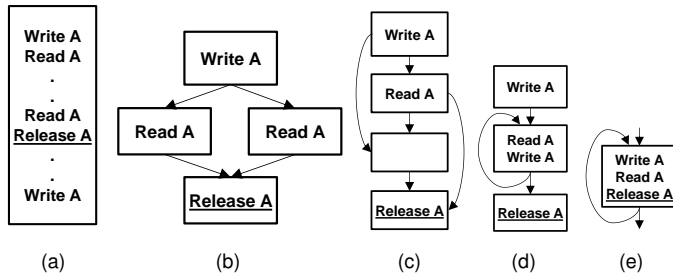 Write A
Read A
.
.
Read A
Release A
.
.
Write A
(a)
Write A
Read A
Read A
Release A
(b)
Write A
Read A
Release A
(c)
Write A
Read A
Write A
Release A
(d)
Write A
Read A
Release A
(e)